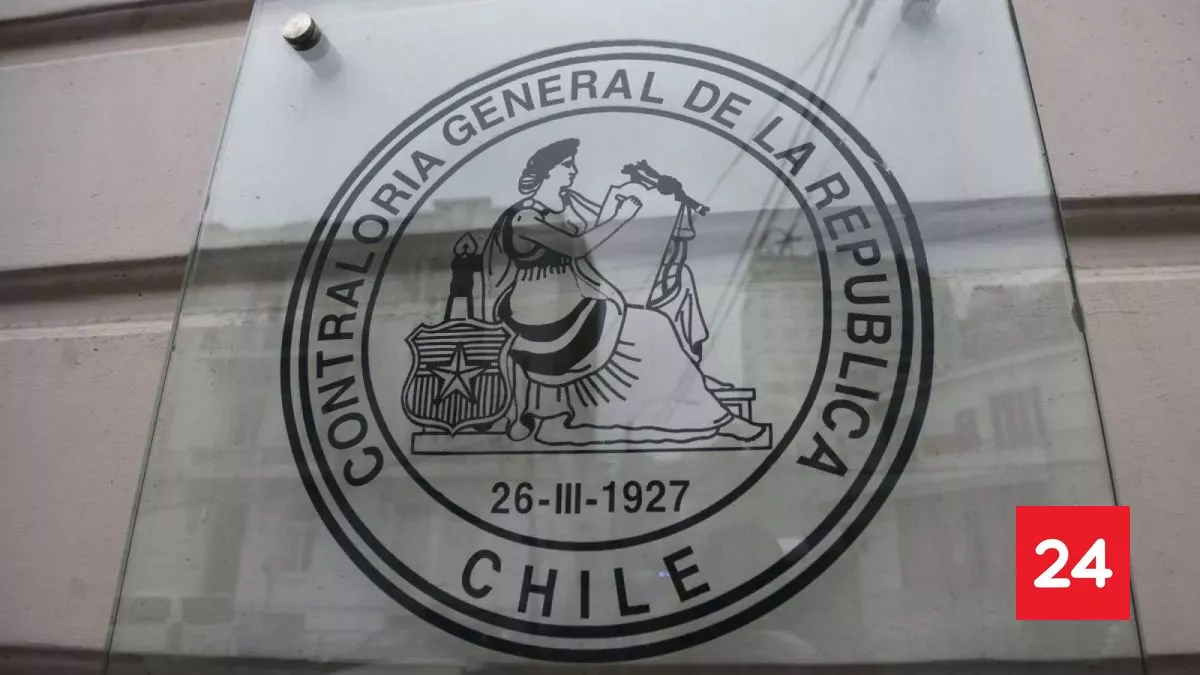 CONTRALORIA GENERAL DE LA REPUBLICA
26-III-1927
CHILE
24